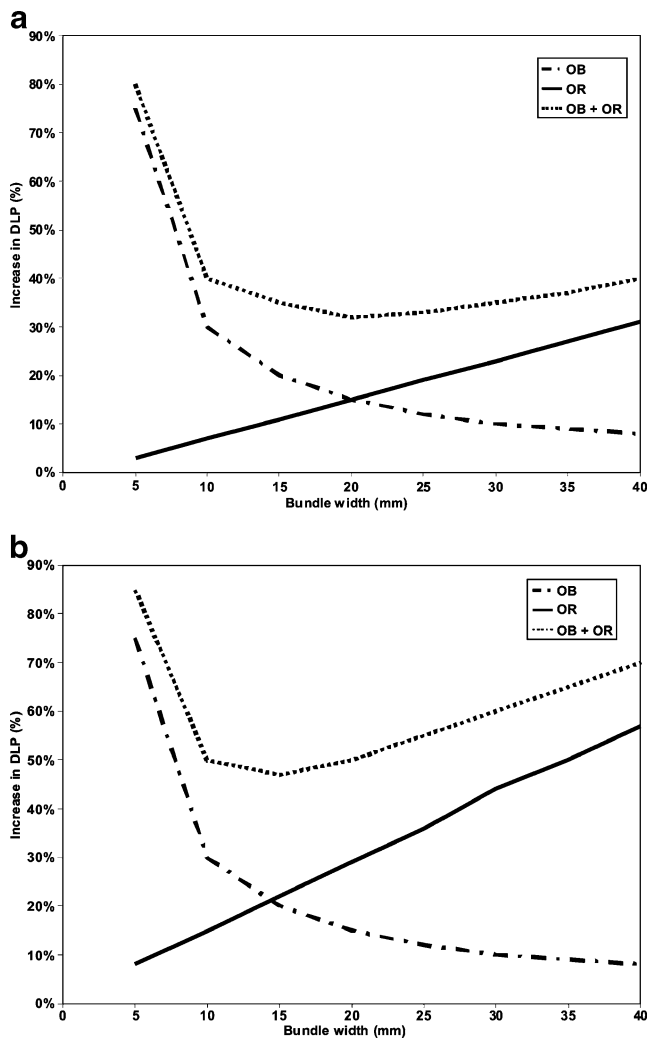 a
90%
80%
70%
60%
50%
40%
30%
20%
10%
0%
Increase in DLP (%)
OB
OR
OB + OR
0 5 10 15 20 25 30 35 40
Bundle width (mm)
b
90%
80%
70%
60%
50%
40%
30%
20%
10%
0%
Increase in DLP (%)
OB
OR
OB + OR
0 5 10 15 20 25 30 35 40
Bundle width (mm)